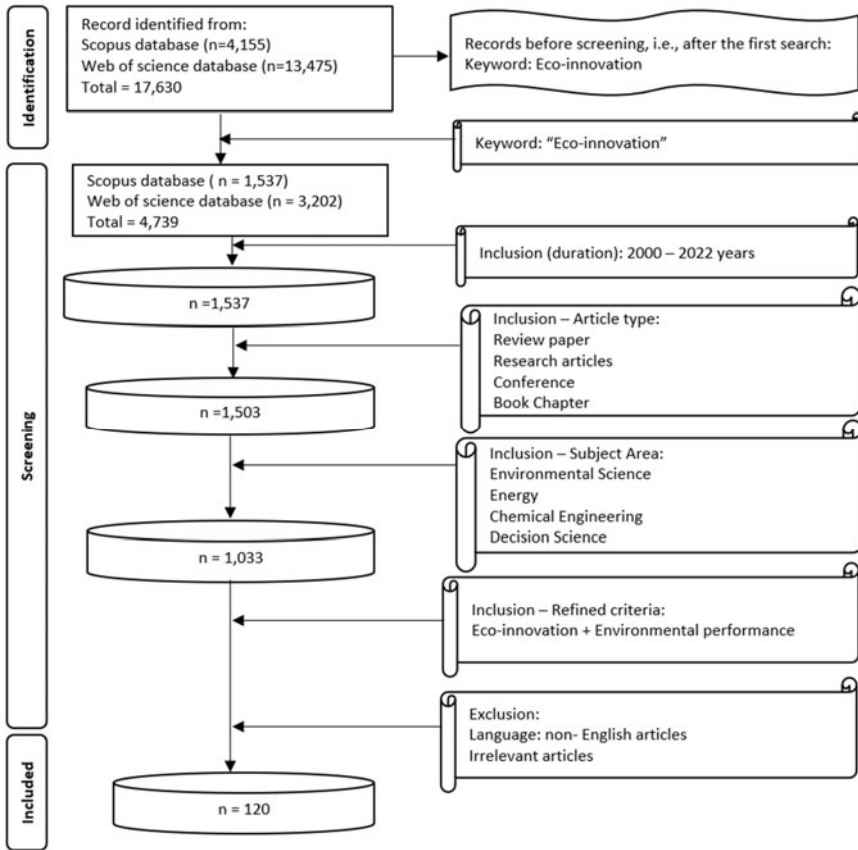 Identification
Record identified from:
Scopus database (n=4,155)
Web of science database (n=13,475)
Total = 17,630
Records before screening, i.e., after the first search:
Keyword: Eco-innovation
Keyword: “Eco-innovation”
Screening
Scopus database ( n = 1,537)
Web of science database (n = 3,202)
Total = 4,739
Inclusion (duration): 2000 – 2022 years
n =1,537
Inclusion – Article type:
Review paper
Research articles
Conference
Book Chapter
n =1,503
Inclusion – Subject Area:
Environmental Science
Energy
Chemical Engineering
Decision Science
n = 1,033
Inclusion – Refined criteria:
Eco-innovation + Environmental performance
Exclusion:
Language: non- English articles
Irrelevant articles
Included
n = 120